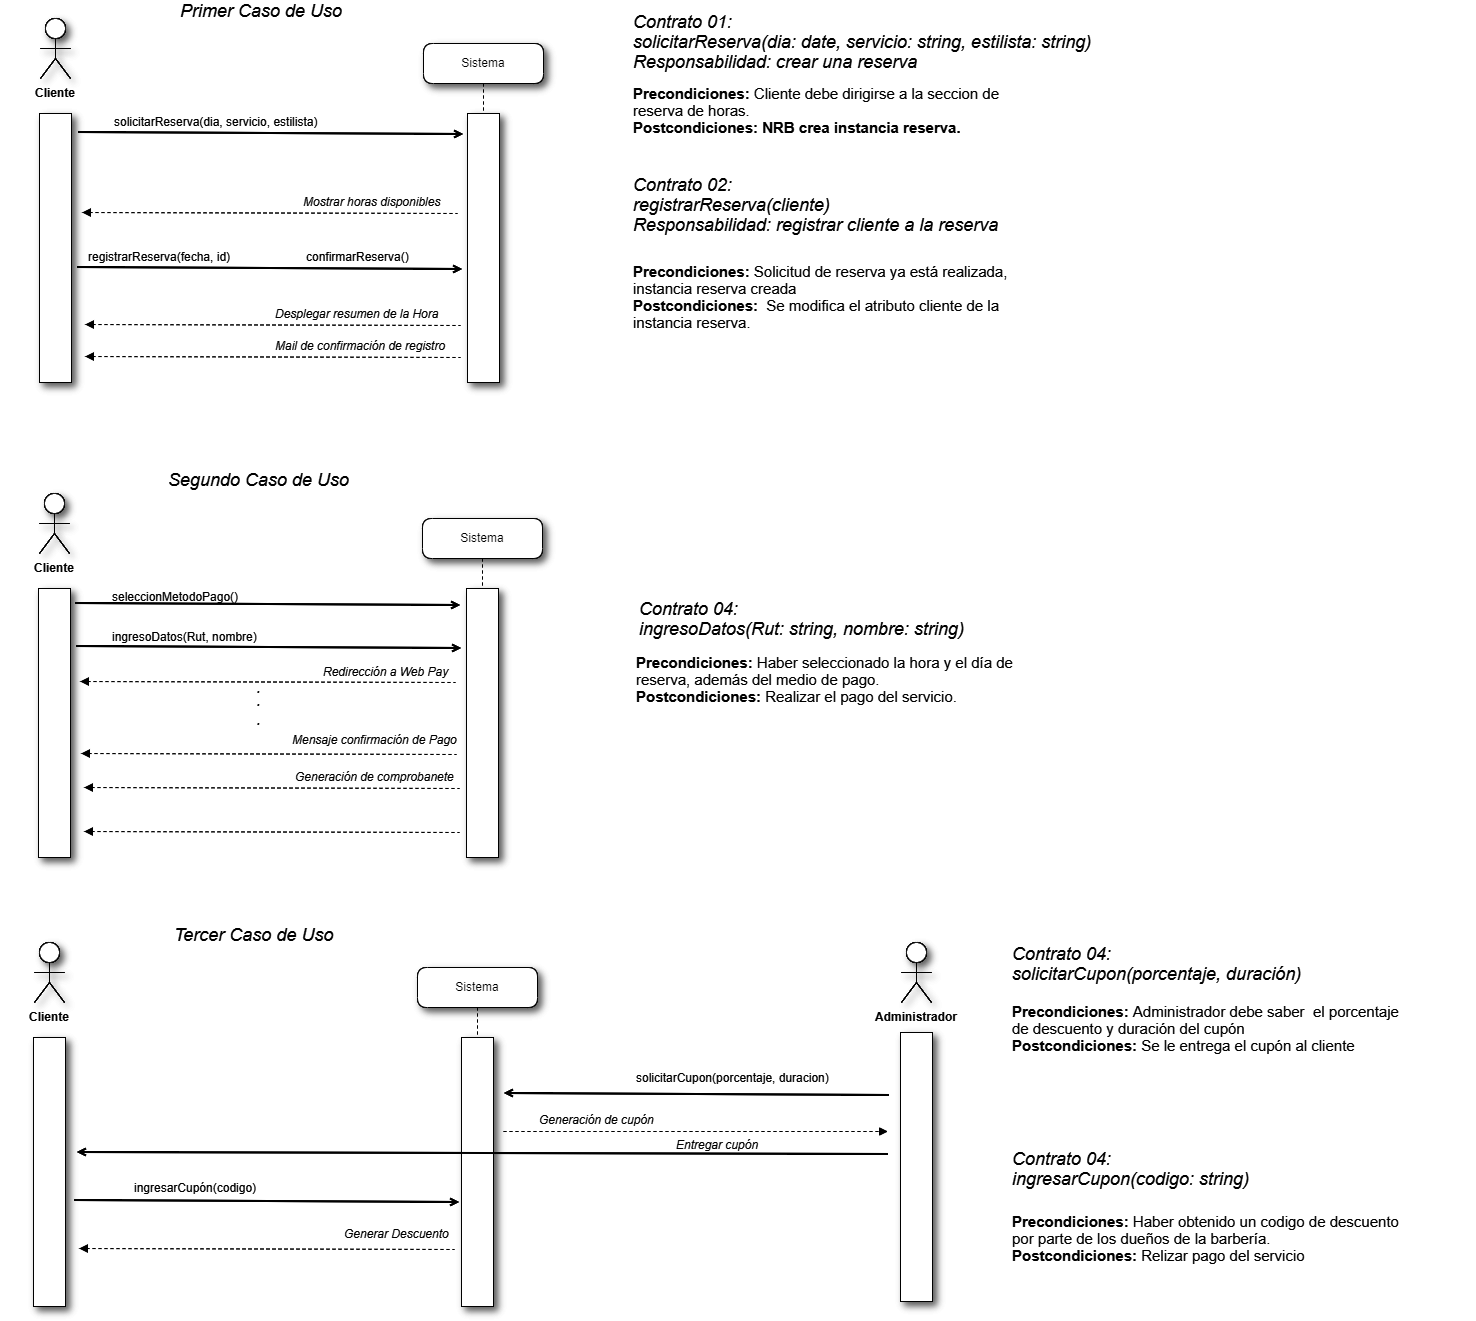 Primer Caso de Uso
Cliente
Sistema
solicitarReserva(dia, servicio, estilista)
Mostrar horas disponibles
registrarReserva(fecha, id)
confirmarReserva()
Desplegar resumen de la Hora
Mail de confirmación de registro
Contrato 01:
solicitarReserva(dia: date, servicio: string, estilista: string)
Responsabilidad: crear una reserva
Precondiciones: Cliente debe dirigirse a la seccion de
reserva de horas.
Postcondiciones: NRB crea instancia reserva.
Contrato 02:
registrarReserva(cliente)
Responsabilidad: registrar cliente a la reserva
Precondiciones: Solicitud de reserva ya está realizada,
instancia reserva creada
Postcondiciones:  Se modifica el atributo cliente de la
instancia reserva.
Segundo Caso de Uso
Cliente
Sistema
seleccionMetodoPago()
ingresoDatos(Rut, nombre)
Redirección a Web Pay
.
.
.
Mensaje confirmación de Pago
Generación de comprobanete
Contrato 04:
ingresoDatos(Rut: string, nombre: string)
Precondiciones: Haber seleccionado la hora y el día de
reserva, además del medio de pago.
Postcondiciones: Realizar el pago del servicio.
Tercer Caso de Uso
Cliente
Sistema
Administrador
solicitarCupon(porcentaje, duracion)
Generación de cupón
Entregar cupón
ingresarCupón(codigo)
Generar Descuento
Contrato 04:
solicitarCupon(porcentaje, duración)
Precondiciones: Administrador debe saber  el porcentaje
de descuento y duración del cupón
Postcondiciones: Se le entrega el cupón al cliente
Contrato 04:
ingresarCupon(codigo: string)
Precondiciones: Haber obtenido un codigo de descuento
por parte de los dueños de la barbería.
Postcondiciones: Relizar pago del servicio